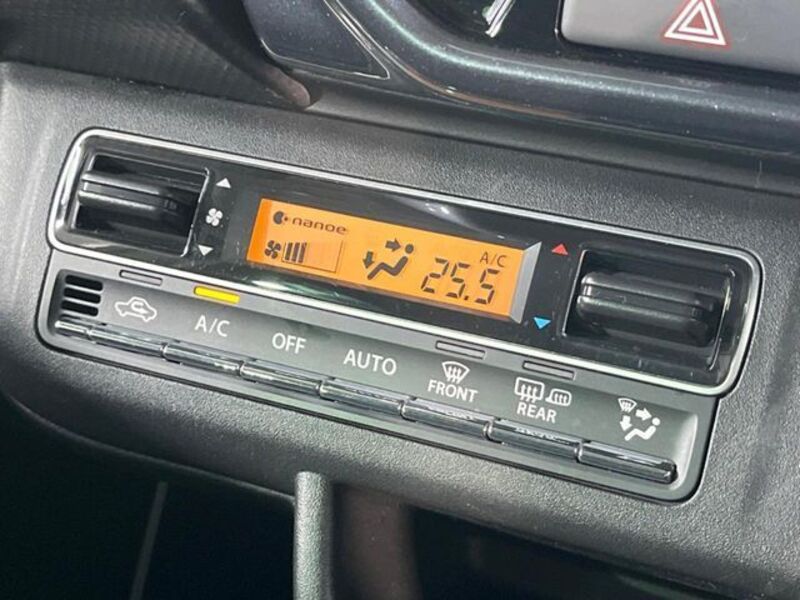 nanoe
A/C
25.5
A/C
OFF
AUTO
FRONT
REAR